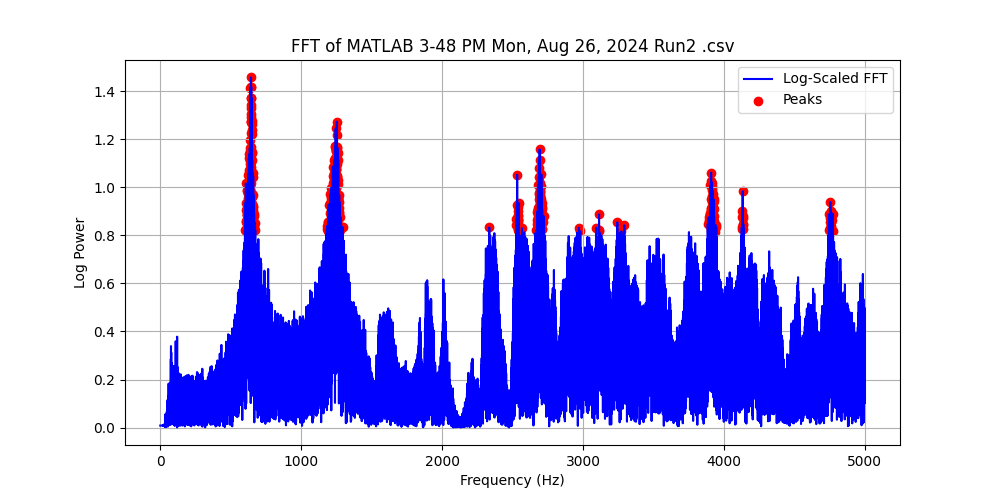 FFT of MATLAB 3-48 PM Mon, Aug 26, 2024 Run2 .csv
Log-Scaled FFT
Peaks
Log Power
1.4
1.2
1.0
0.8
0.6
0.4
0.2
0.0
0 1000 2000 3000 4000 5000
Frequency (Hz)